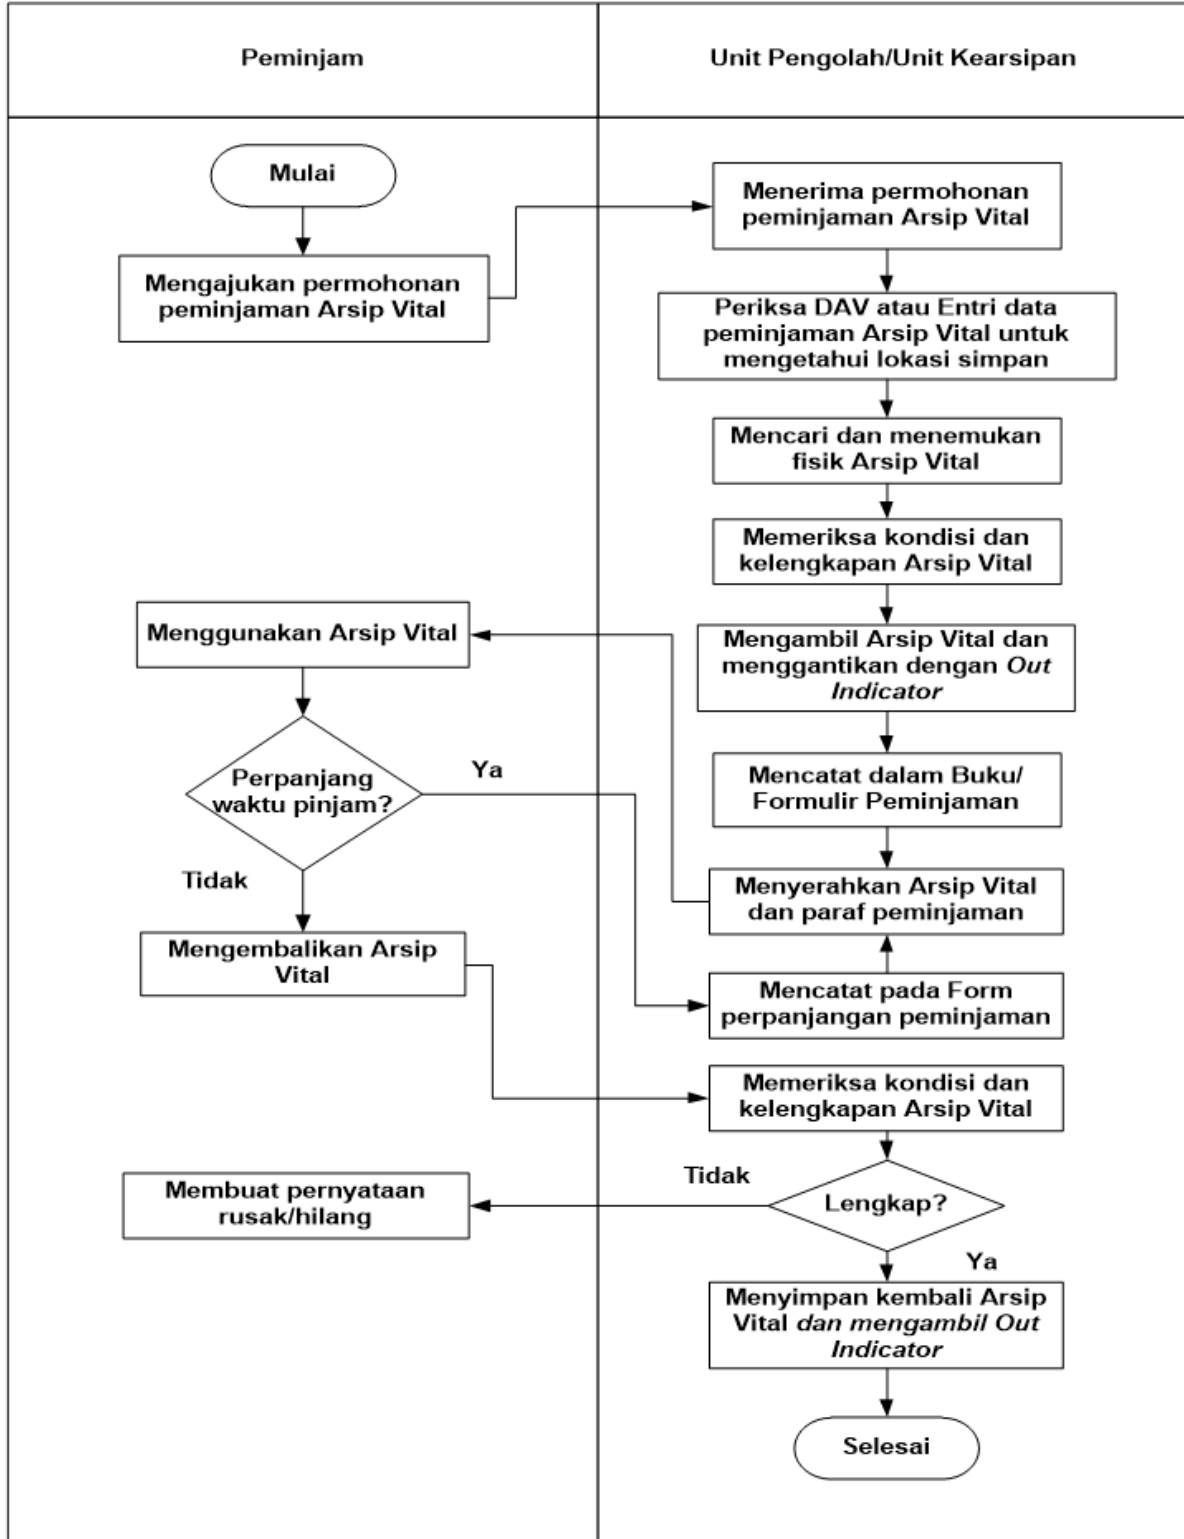 Peminjam
Unit Pengolah/Unit Kearsipan
Mulai
Mengajukan permohonan
peminjaman Arsip Vital
Menerima permohonan
peminjaman Arsip Vital
Periksa DAV atau Entri data
peminjaman Arsip Vital untuk
mengetahui lokasi simpan
Mencari dan menemukan
fisik Arsip Vital
Memeriksa kondisi dan
kelengkapan Arsip Vital
Mengambil Arsip Vital dan
menggantikan dengan Out
Indicator
Mencatat dalam Buku/
Formulir Peminjaman
Menyerahkan Arsip Vital
dan paraf peminjaman
Menggunakan Arsip Vital
Perpanjang
waktu pinjam?
Ya
Tidak
Mencatat pada Form
perpanjangan peminjaman
Mengembalikan Arsip
Vital
Memeriksa kondisi dan
kelengkapan Arsip Vital
Lengkap?
Tidak
Membuat pernyataan
rusak/hilang
Ya
Menyimpan kembali Arsip
Vital dan mengambil Out
Indicator
Selesai